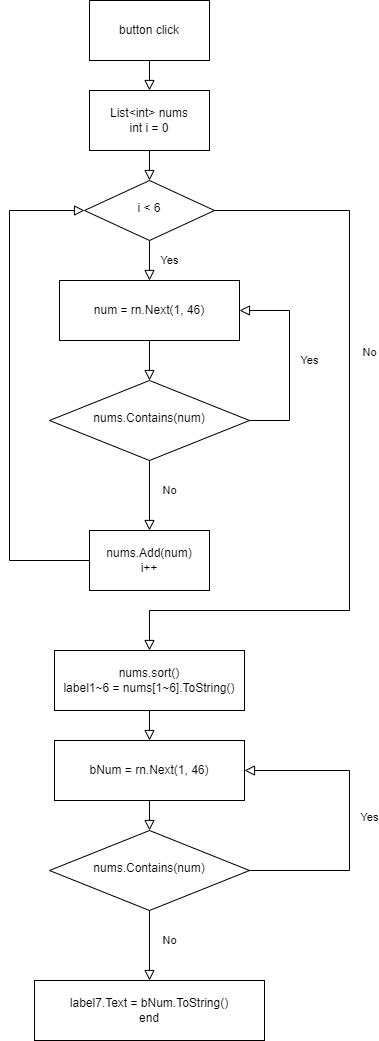 button click
List<int> nums
int i = 0
i < 6
Yes
num = rn.Next(1, 46)
Yes
No
nums.Contains(num)
No
nums.Add(num)
i++
nums.sort()
label1~6 = nums[1~6].ToString()
bNum = rn.Next(1, 46)
Yes
nums.Contains(num)
No
label7.Text = bNum.ToString()
end